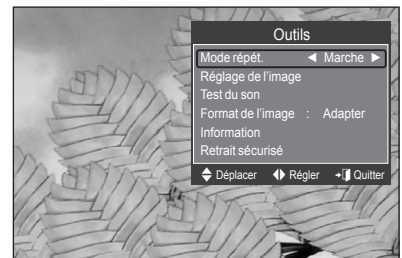 Outils
Mode répét. ◄ Marche ►
Réglage de l'image
Test du son
Format de l'image : Adapter
Information
Retrait sécurisé
Déplacer Régler Quitter